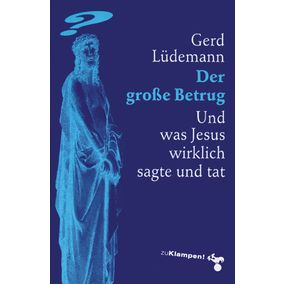 ?
Gerd
Lüdemann
Der
große Betrug
Und
was Jesus
wirklich
sagte und tat
zuKlampen!